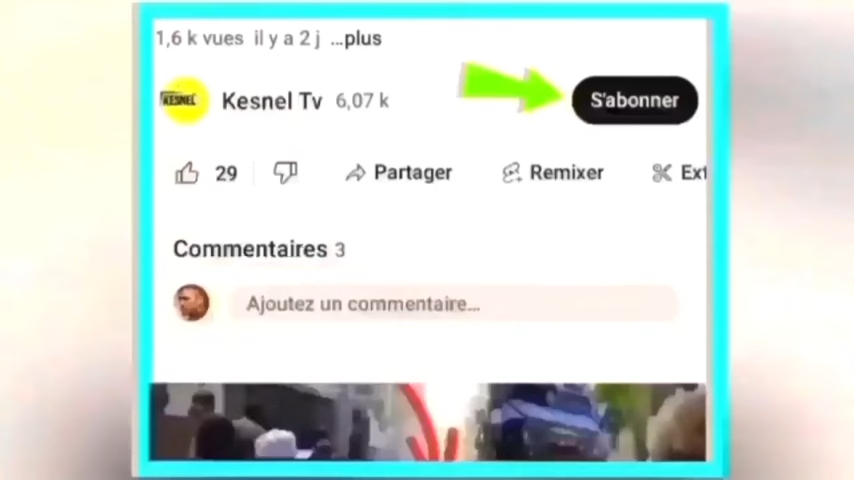 1,6 k vues il y a 2 j ...plus
KESNEL Kesnel Tv 6,07 k S'abonner
29 Partager Remixer Ext
Commentaires 3
Ajoutez un commentaire...